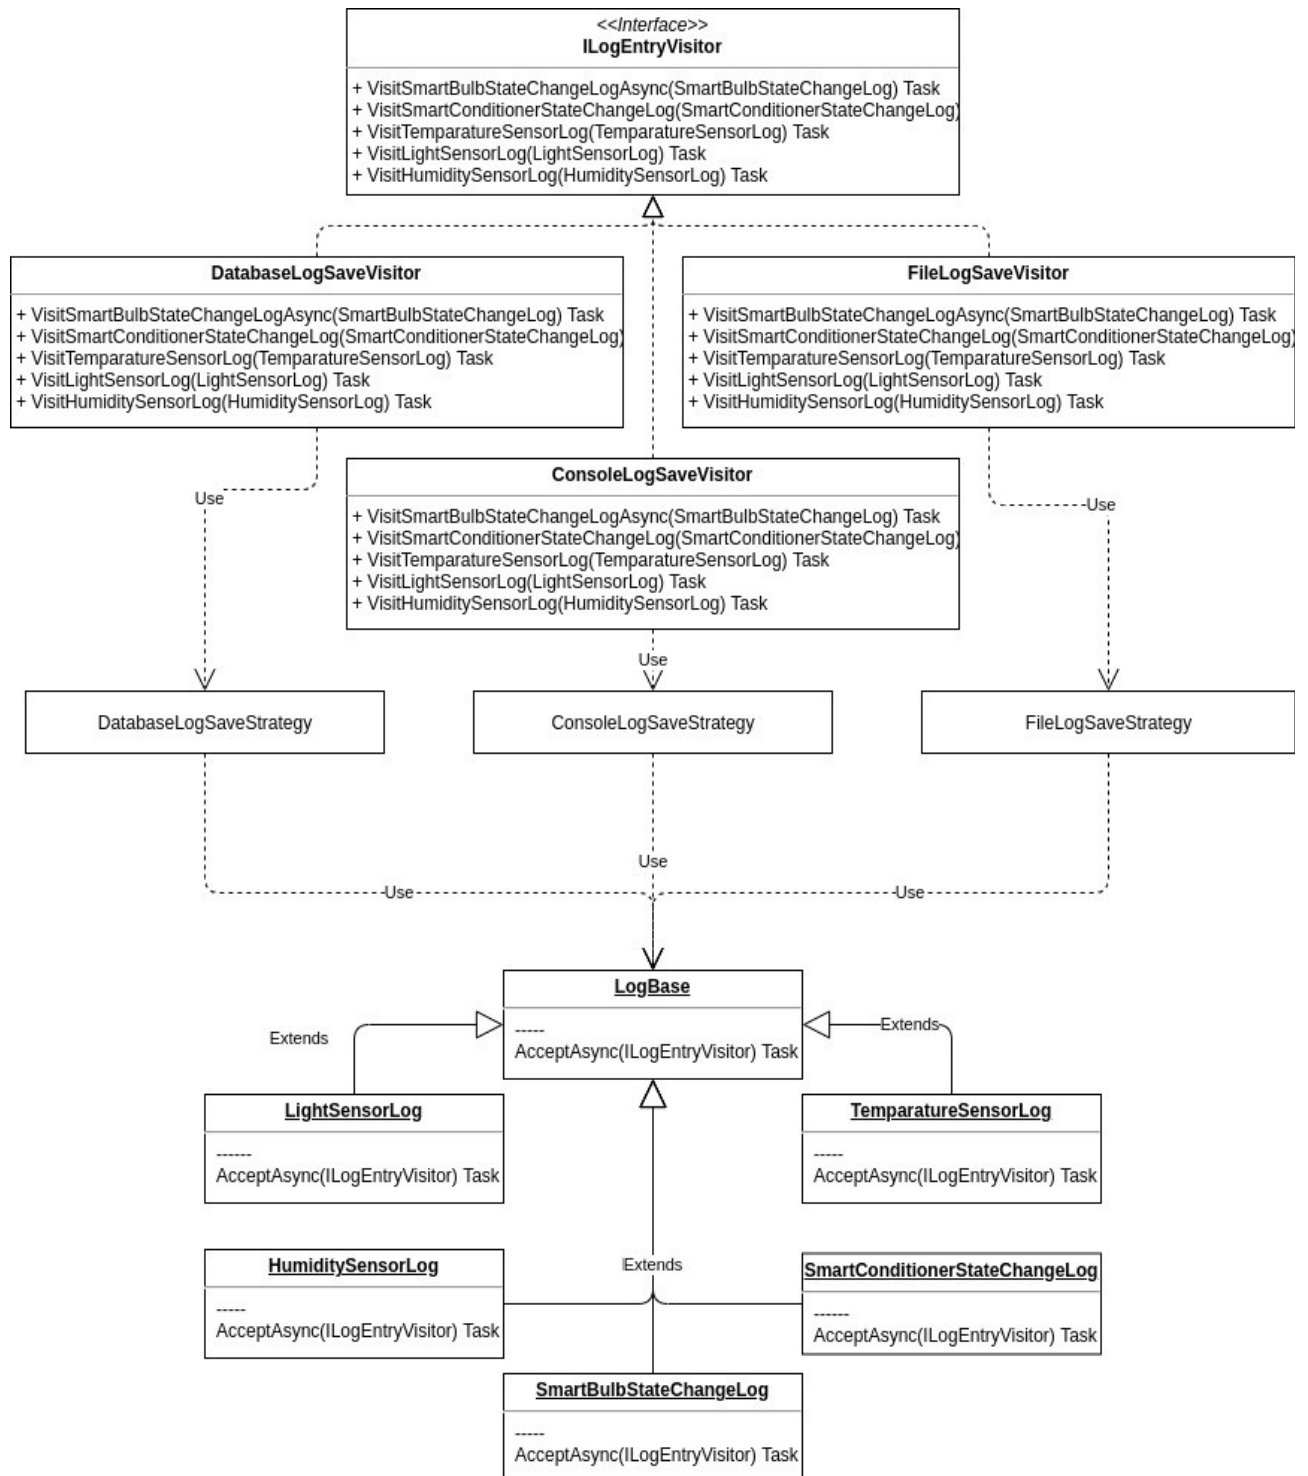 <<Interface>>
ILogEntryVisitor
+ VisitSmartBulbStateChangeLogAsync(SmartBulbStateChangeLog) Task
+ VisitSmartConditionerStateChangeLog(SmartConditionerStateChangeLog)
+ VisitTemparatureSensorLog(TemparatureSensorLog) Task
+ VisitLightSensorLog(LightSensorLog) Task
+ VisitHumiditySensorLog(HumiditySensorLog) Task
DatabaseLogSaveVisitor
+ VisitSmartBulbStateChangeLogAsync(SmartBulbStateChangeLog) Task
+ VisitSmartConditionerStateChangeLog(SmartConditionerStateChangeLog)
+ VisitTemparatureSensorLog(TemparatureSensorLog) Task
+ VisitLightSensorLog(LightSensorLog) Task
+ VisitHumiditySensorLog(HumiditySensorLog) Task
FileLogSaveVisitor
+ VisitSmartBulbStateChangeLogAsync(SmartBulbStateChangeLog) Task
+ VisitSmartConditionerStateChangeLog(SmartConditionerStateChangeLog)
+ VisitTemparatureSensorLog(TemparatureSensorLog) Task
+ VisitLightSensorLog(LightSensorLog) Task
+ VisitHumiditySensorLog(HumiditySensorLog) Task
ConsoleLogSaveVisitor
+ VisitSmartBulbStateChangeLogAsync(SmartBulbStateChangeLog) Task
+ VisitSmartConditionerStateChangeLog(SmartConditionerStateChangeLog)
+ VisitTemparatureSensorLog(TemparatureSensorLog) Task
+ VisitLightSensorLog(LightSensorLog) Task
+ VisitHumiditySensorLog(HumiditySensorLog) Task
Use
Use
Use
DatabaseLogSaveStrategy
ConsoleLogSaveStrategy
FileLogSaveStrategy
Use
Use
Use
LogBase
-----
AcceptAsync(ILogEntryVisitor) Task
Extends
Extends
LightSensorLog
------
AcceptAsync(ILogEntryVisitor) Task
TemparatureSensorLog
-----
AcceptAsync(ILogEntryVisitor) Task
HumiditySensorLog
-----
AcceptAsync(ILogEntryVisitor) Task
Extends
SmartConditionerStateChangeLog
------
AcceptAsync(ILogEntryVisitor) Task
SmartBulbStateChangeLog
-----
AcceptAsync(ILogEntryVisitor) Task